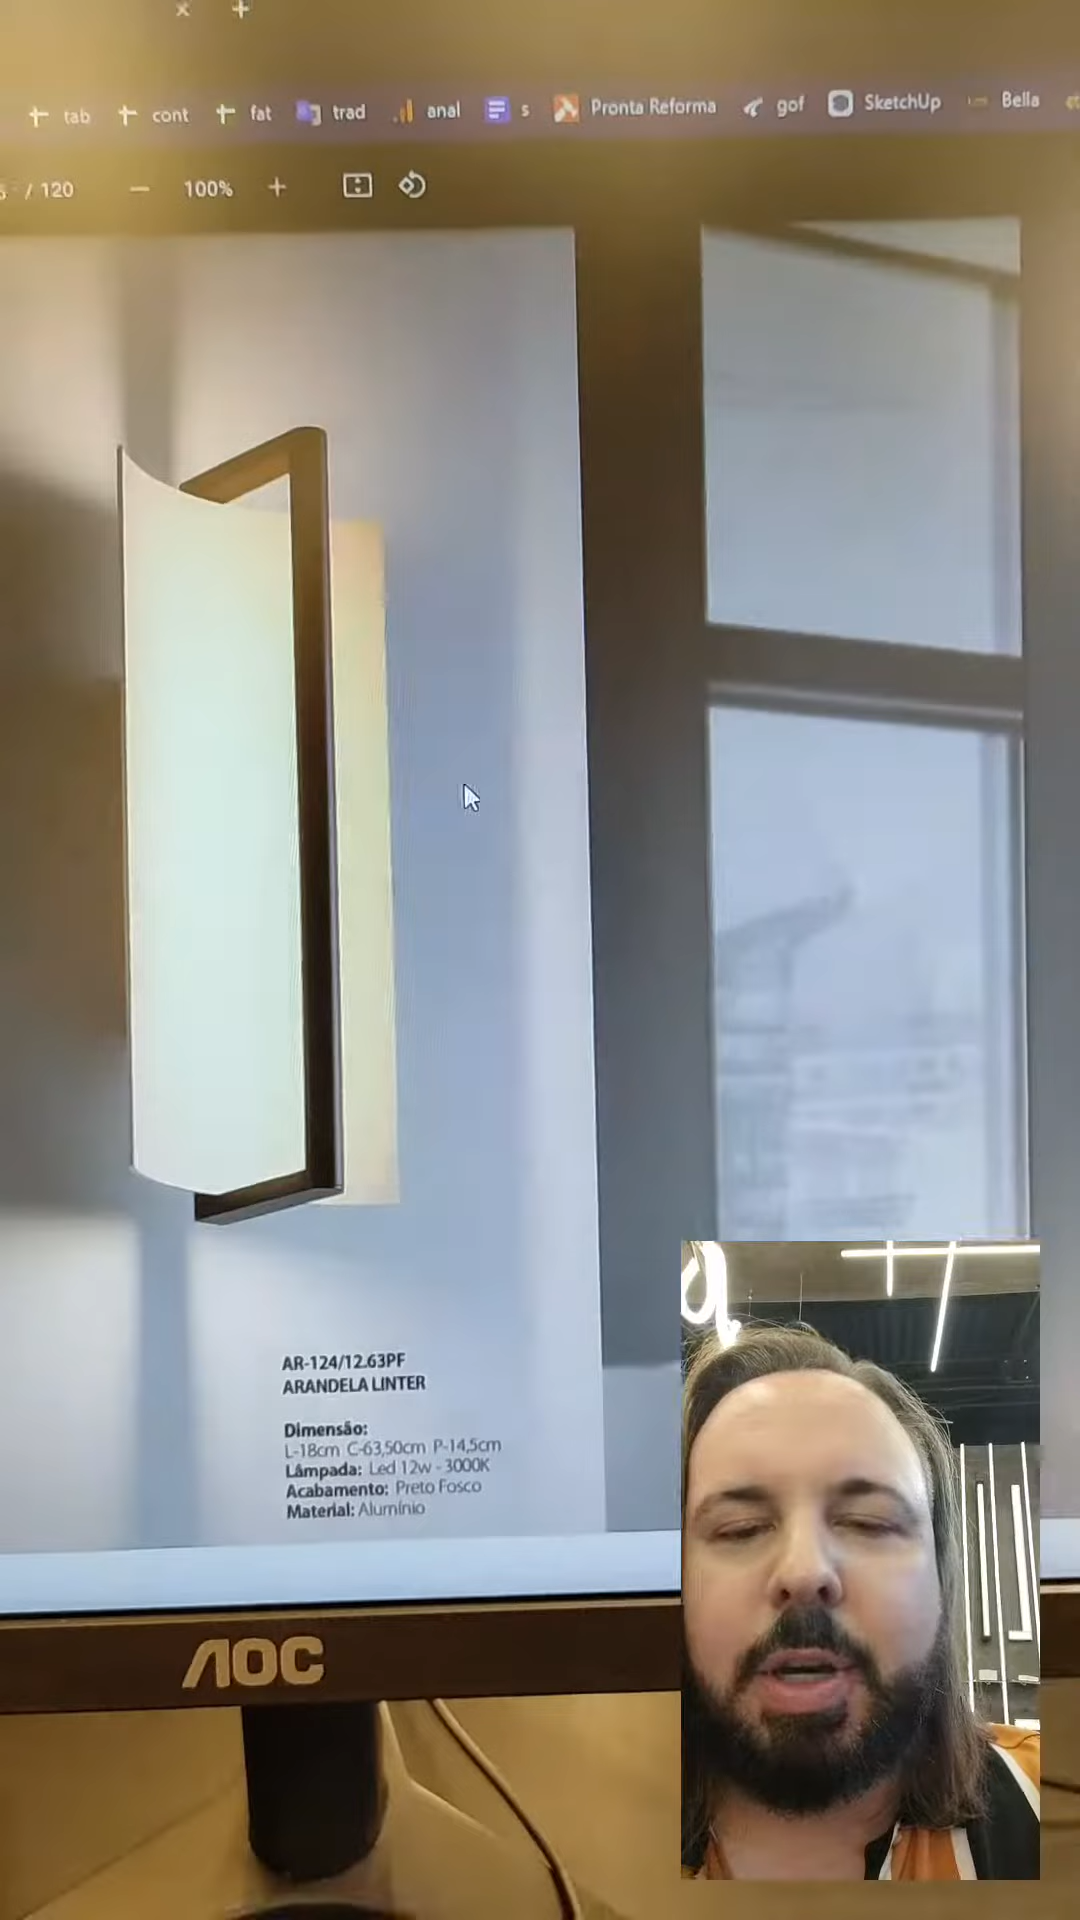 tab cont fat trad anal s Pronta Reforma gof SketchUp Bella
/ 120 100%
AR-124/12.63PF
ARANDELA LINTER
Dimensão:
L-18cm C-63,50cm P-14,5cm
Lâmpada: Led 12w - 3000K
Acabamento: Preto Fosco
Material: Alumínio
AOC